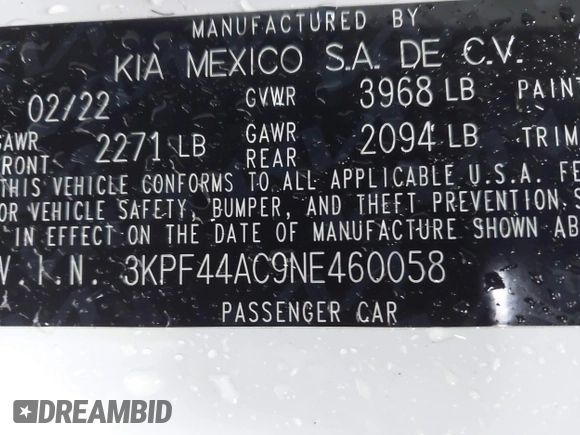 MANUFACTURED BY
KIA MEXICO S.A. DE C.V.
02/22 GVWR 3968 LB PAIN
GAWR FRONT 2271 LB GAWR REAR 2094 LB TRIM
THIS VEHICLE CONFORMS TO ALL APPLICABLE U.S.A. FE
OR VEHICLE SAFETY, BUMPER, AND THEFT PREVENTION. S
IN EFFECT ON THE DATE OF MANUFACTURE SHOWN AB
V.I.N. 3KPF44AC9NE460058
PASSENGER CAR
DREAMBID